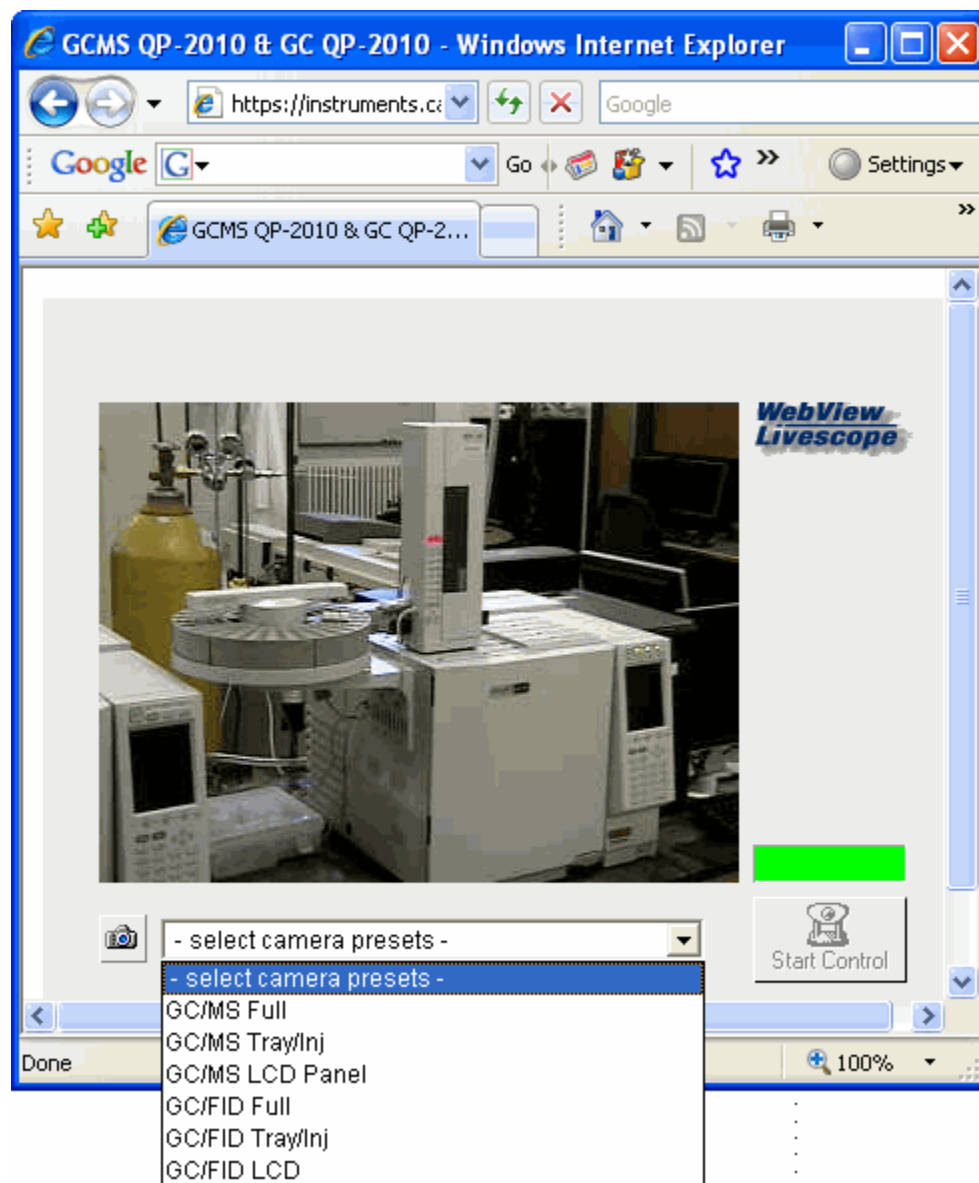 GCMS QP-2010 & GC QP-2010 - Windows Internet Explorer
https://instruments.ca
Google
Google G Go Settings
GCMS QP-2010 & GC QP-2...
WebView
Livescope
- select camera presets -
Start Control
- select camera presets -
GC/MS Full
GC/MS Tray/Inj
GC/MS LCD Panel
Done 100%
GC/FID Full
GC/FID Tray/Inj
GC/FID LCD